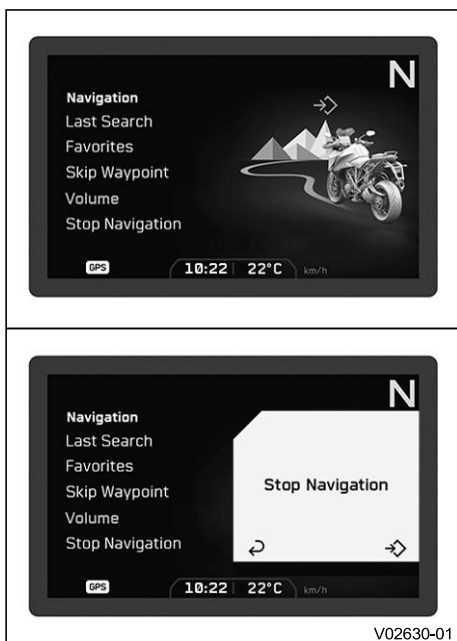 N
Navigation
Last Search
Favorites
Skip Waypoint
Volume
Stop Navigation
GPS 10:22 22°C km/h
N
Navigation
Last Search
Favorites
Skip Waypoint
Volume
Stop Navigation
Stop Navigation
GPS 10:22 22°C km/h
V02630-01